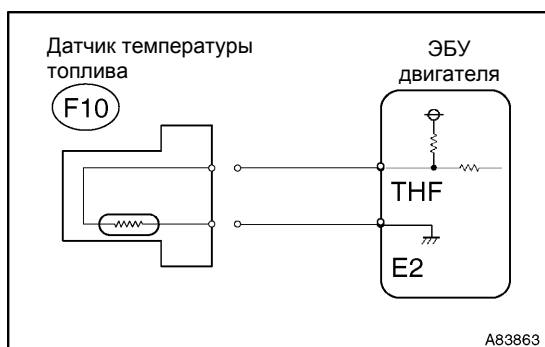 Датчик температуры
топлива
F10
ЭБУ
двигателя
THF
E2
A83863